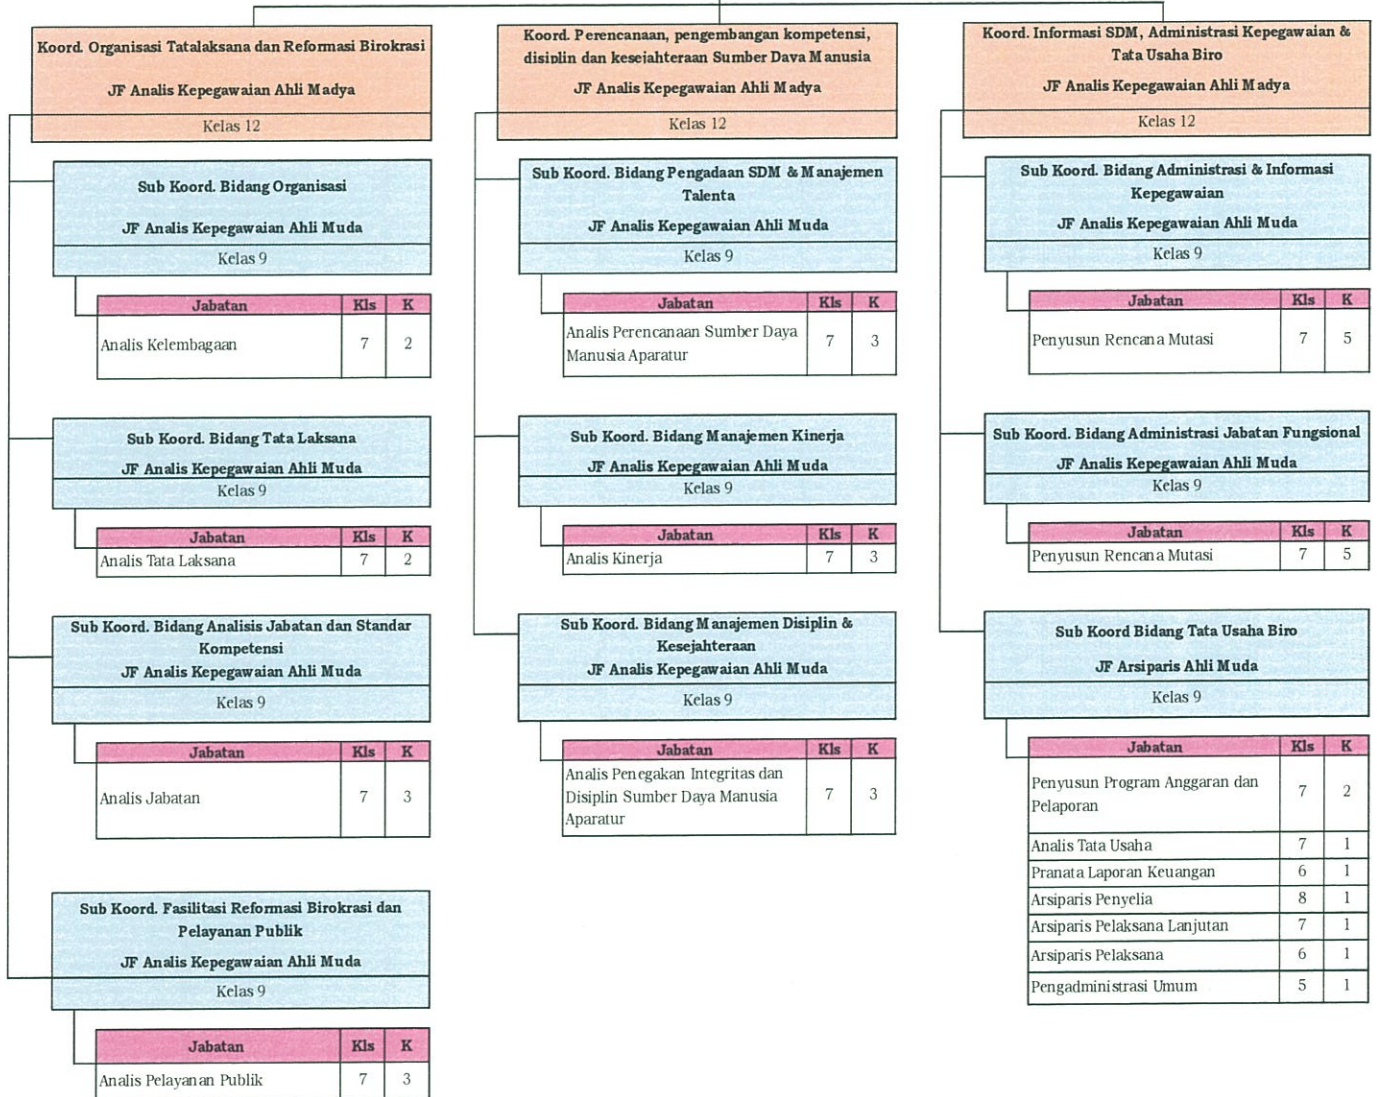 Koord. Organisasi Tatalaksana dan Reformasi Birokrasi
JF Analis Kepegawaian Ahli Madya
Kelas 12
Sub Koord. Bidang Organisasi
JF Analis Kepegawaian Ahli Muda
Kelas 9
Jabatan Kls K
Analis Kelembagaan 7 2
Sub Koord. Bidang Tata Laksana
JF Analis Kepegawaian Ahli Muda
Kelas 9
Jabatan Kls K
Analis Tata Laksana 7 2
Sub Koord. Bidang Analisis Jabatan dan Standar
Kompetensi
JF Analis Kepegawaian Ahli Muda
Kelas 9
Jabatan Kls K
Analis Jabatan 7 3
Sub Koord. Fasilitasi Reformasi Birokrasi dan
Pelayanan Publik
JF Analis Kepegawaian Ahli Muda
Kelas 9
Jabatan Kls K
Analis Pelayanan Publik 7 3
Koord. Perencanaan, pengembangan kompetensi,
disiplin dan kesejahteraan Sumber Daya Manusia
JF Analis Kepegawaian Ahli Madya
Kelas 12
Sub Koord. Bidang Pengadaan SDM & Manajemen
Talenta
JF Analis Kepegawaian Ahli Muda
Kelas 9
Jabatan Kls K
Analis Perencanaan Sumber Daya
Manusia Aparatur 7 3
Sub Koord. Bidang Manajemen Kinerja
JF Analis Kepegawaian Ahli Muda
Kelas 9
Jabatan Kls K
Analis Kinerja 7 3
Sub Koord. Bidang Manajemen Disiplin &
Kesejahteraan
JF Analis Kepegawaian Ahli Muda
Kelas 9
Jabatan Kls K
Analis Penegakan Integritas dan
Disiplin Sumber Daya Manusia 7 3
Aparatur
Koord. Informasi SDM, Administrasi Kepegawaian &
Tata Usaha Biro
JF Analis Kepegawaian Ahli Madya
Kelas 12
Sub Koord. Bidang Administrasi & Informasi
Kepegawaian
JF Analis Kepegawaian Ahli Muda
Kelas 9
Jabatan Kls K
Penyusun Rencana Mutasi 7 5
Sub Koord. Bidang Administrasi Jabatan Fungsional
JF Analis Kepegawaian Ahli Muda
Kelas 9
Jabatan Kls K
Penyusun Rencana Mutasi 7 5
Sub Koord Bidang Tata Usaha Biro
JF Arsiparis Ahli Muda
Kelas 9
Jabatan Kls K
Penyusun Program Anggaran dan
Pelaporan 7 2
Analis Tata Usaha 7 1
Pranata Laporan Keuangan 6 1
Arsiparis Penyelia 8 1
Arsiparis Pelaksana Lanjutan 7 1
Arsiparis Pelaksana 6 1
Pengadministrasi Umum 5 1